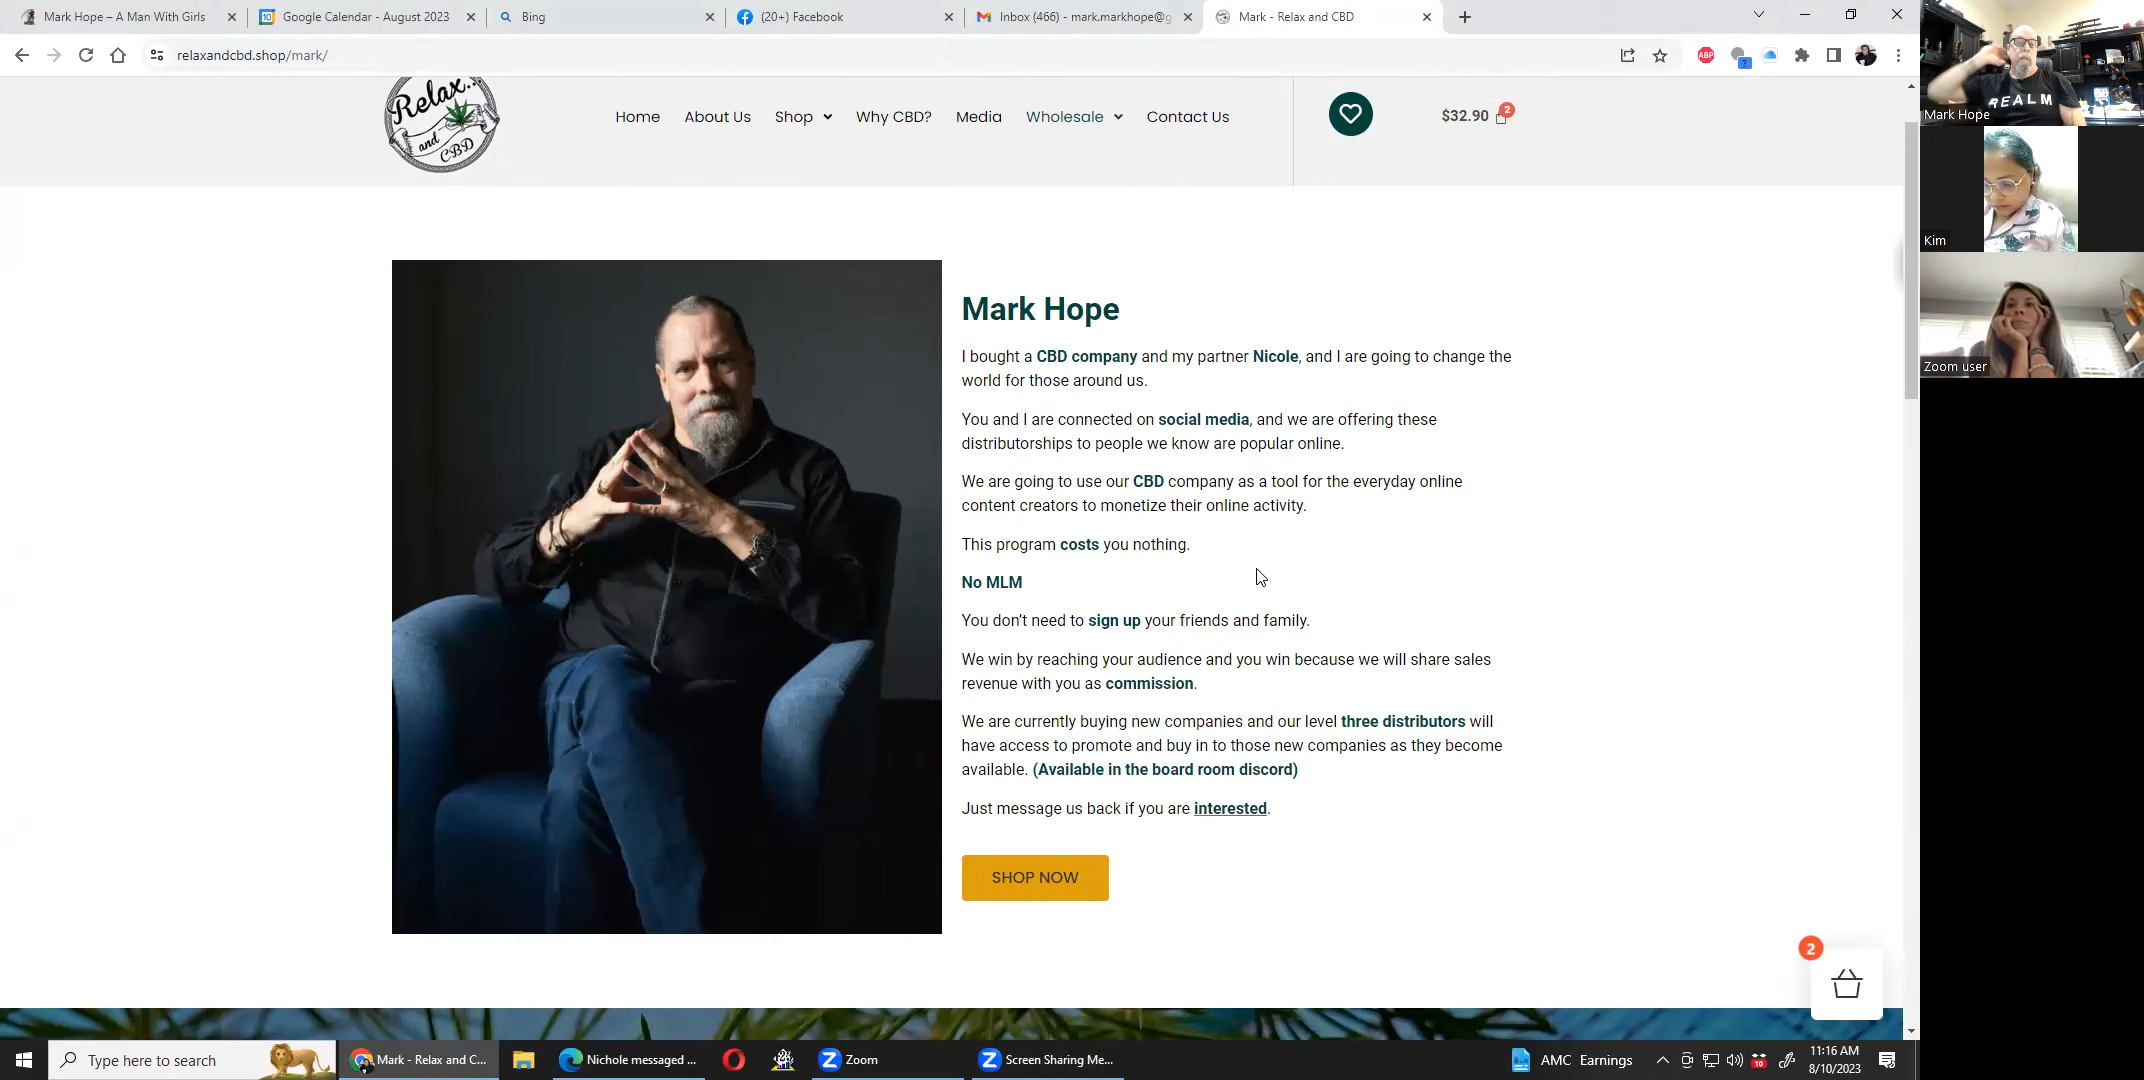 Mark Hope – A Man With Girls
Google Calendar - August 2023
Bing
(20+) Facebook
Inbox (466) - mark.markhope@g
Mark - Relax and CBD
relaxandcbd.shop/mark/
ABP
?
Relax...
and
CBD
Home
About Us
Shop
Why CBD?
Media
Wholesale
Contact Us
$32.90
2
REALM
Mark Hope
Kim
Zoom user
Mark Hope
I bought a CBD company and my partner Nicole, and I are going to change the
world for those around us.
You and I are connected on social media, and we are offering these
distributorships to people we know are popular online.
We are going to use our CBD company as a tool for the everyday online
content creators to monetize their online activity.
This program costs you nothing.
No MLM
You don’t need to sign up your friends and family.
We win by reaching your audience and you win because we will share sales
revenue with you as commission.
We are currently buying new companies and our level three distributors will
have access to promote and buy in to those new companies as they become
available. (Available in the board room discord)
Just message us back if you are interested.
SHOP NOW
2
Type here to search
Mark - Relax and C...
Nichole messaged ...
Zoom
Screen Sharing Me...
AMC Earnings
10
11:16 AM
8/10/2023